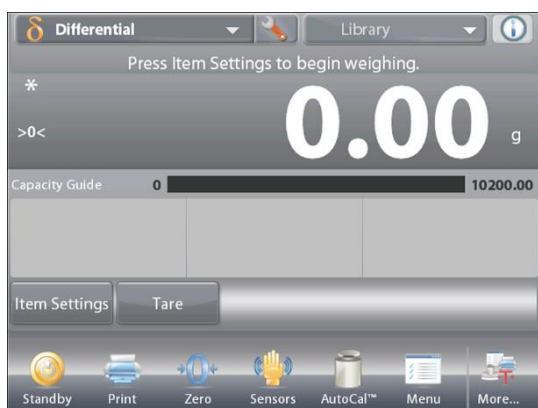 δ Differential Library i
Press Item Settings to begin weighing.
*
>0< 0.00 g
Capacity Guide 0 10200.00
Item Settings Tare
Standby Print Zero Sensors AutoCal™ Menu More...